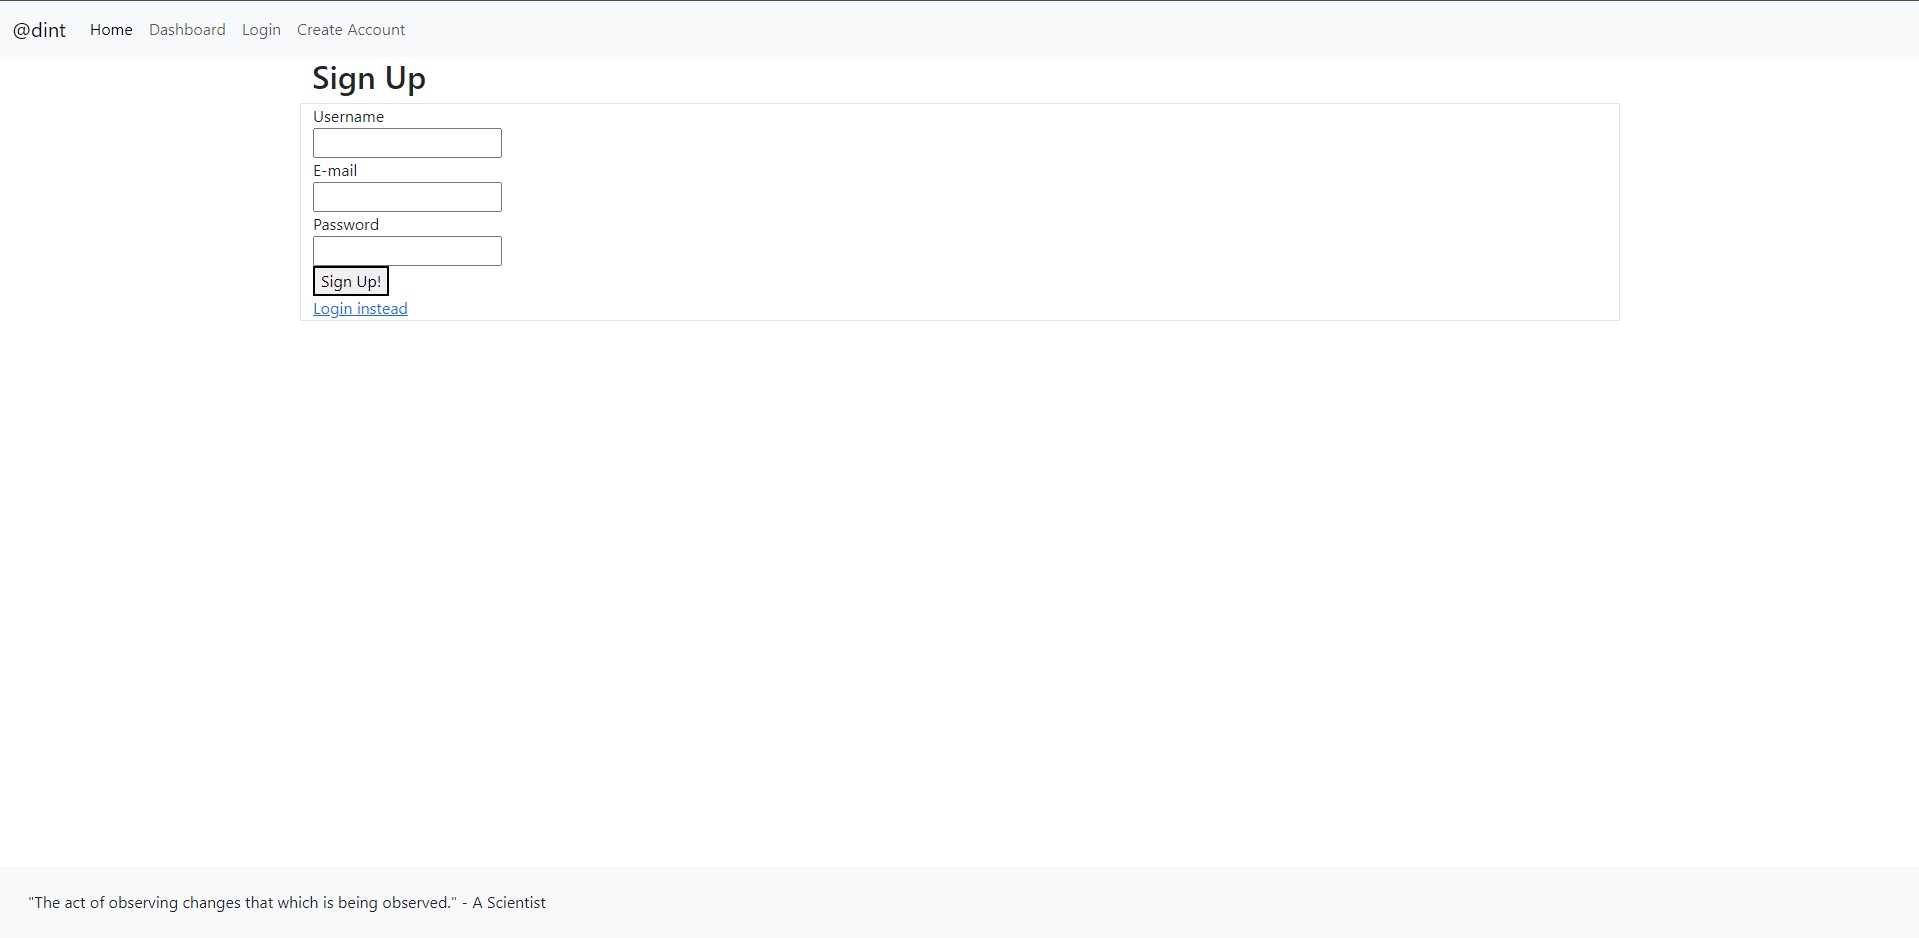 @dint Home Dashboard Login Create Account
Sign Up
Username
E-mail
Password
Sign Up!
Login instead
"The act of observing changes that which is being observed." - A Scientist